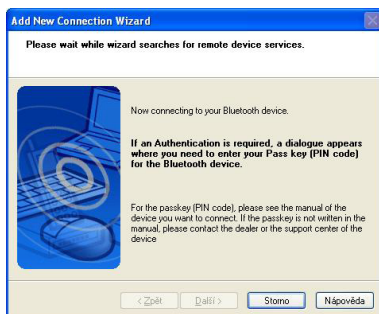 Add New Connection Wizard
Please wait while wizard searches for remote device services.
Now connecting to your Bluetooth device.
If an Authentication is required, a dialogue appears
where you need to enter your Pass key (PIN code)
for the Bluetooth device.
For the passkey (PIN code), please see the manual of the
device you want to connect. If the passkey is not written in the
manual, please contact the dealer or the support center of the
device
< Zpět Další > Storno Nápověda